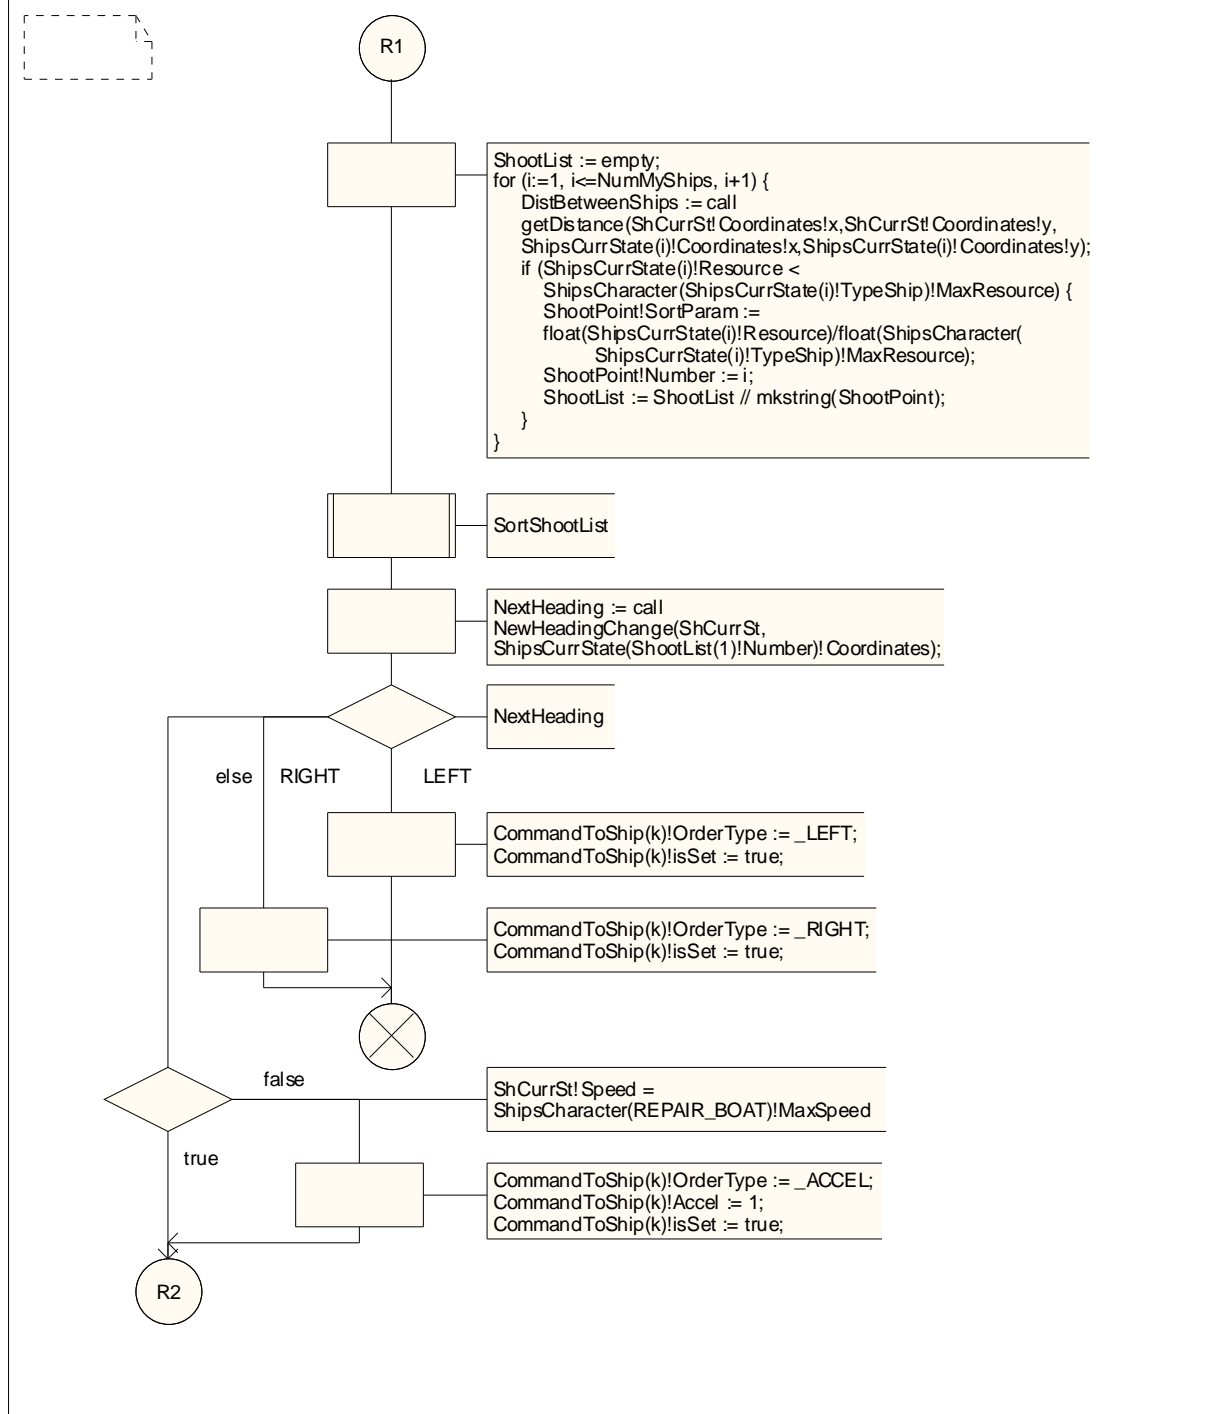 R1
ShootList := empty;
for (i:=1, i<=NumMyShips, i+1) {
DistBetweenShips := call
getDistance(ShCurrSt!Coordinates!x,ShCurrSt!Coordinates!y,
ShipsCurrState(i)!Coordinates!x,ShipsCurrState(i)!Coordinates!y);
if (ShipsCurrState(i)!Resource <
ShipsCharacter(ShipsCurrState(i)!TypeShip)!MaxResource) {
ShootPoint!SortParam :=
float(ShipsCurrState(i)!Resource)/float(ShipsCharacter(
ShipsCurrState(i)!TypeShip)!MaxResource);
ShootPoint!Number := i;
ShootList := ShootList // mkstring(ShootPoint);
}
}
SortShootList
NextHeading := call
NewHeadingChange(ShCurrSt,
ShipsCurrState(ShootList(1)!Number)!Coordinates);
NextHeading
else RIGHT LEFT
CommandToShip(k)!OrderType := _LEFT;
CommandToShip(k)!isSet := true;
CommandToShip(k)!OrderType := _RIGHT;
CommandToShip(k)!isSet := true;
false
ShCurrSt!Speed =
ShipsCharacter(REPAIR_BOAT)!MaxSpeed
true
CommandToShip(k)!OrderType := _ACCEL;
CommandToShip(k)!Accel := 1;
CommandToShip(k)!isSet := true;
R2